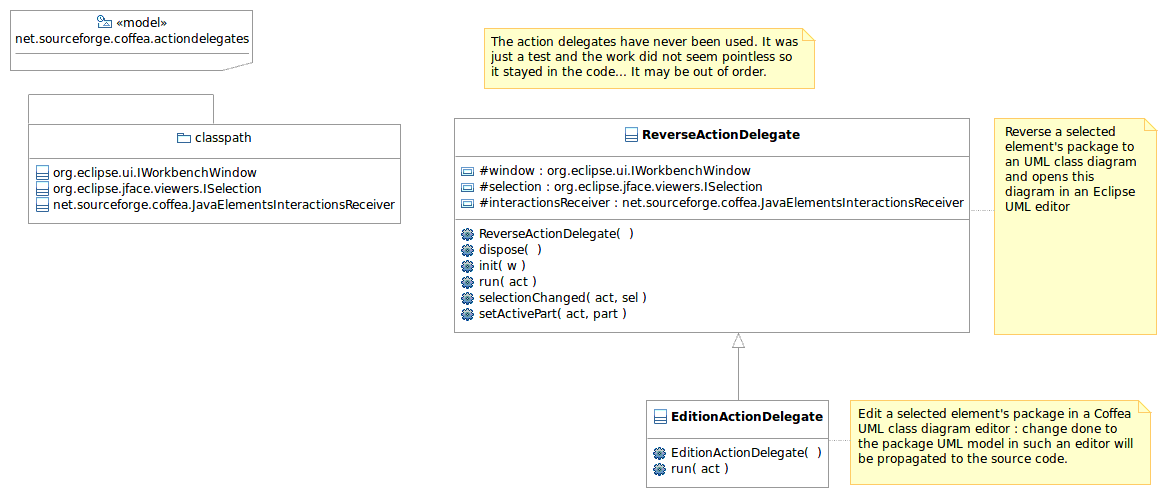 «model»
net.sourceforge.coffea.actiondelegates
The action delegates have never been used. It was
just a test and the work did not seem pointless so
it stayed in the code... It may be out of order.
classpath
org.eclipse.ui.IWorkbenchWindow
org.eclipse.jface.viewers.ISelection
net.sourceforge.coffea.JavaElementsInteractionsReceiver
ReverseActionDelegate
#window : org.eclipse.ui.IWorkbenchWindow
#selection : org.eclipse.jface.viewers.ISelection
#interactionsReceiver : net.sourceforge.coffea.JavaElementsInteractionsReceiver
ReverseActionDelegate(  )
dispose(  )
init( w )
run( act )
selectionChanged( act, sel )
setActivePart( act, part )
Reverse a selected
element's package to
an UML class diagram
and opens this
diagram in an Eclipse
UML editor
EditionActionDelegate
EditionActionDelegate(  )
run( act )
Edit a selected element's package in a Coffea
UML class diagram editor : change done to
the package UML model in such an editor will
be propagated to the source code.